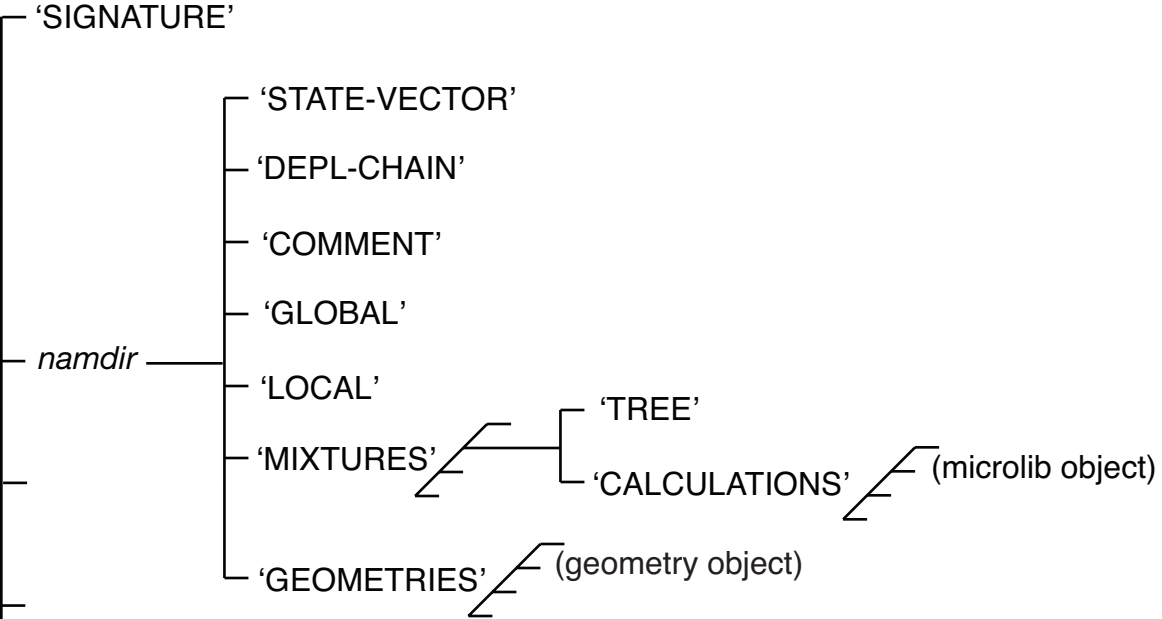 ‘SIGNATURE’
‘STATE-VECTOR’
‘DEPL-CHAIN’
‘COMMENT’
‘GLOBAL’
namdir
‘LOCAL’
‘TREE’
‘MIXTURES’
‘CALCULATIONS’
(microlib object)
‘GEOMETRIES’
(geometry object)